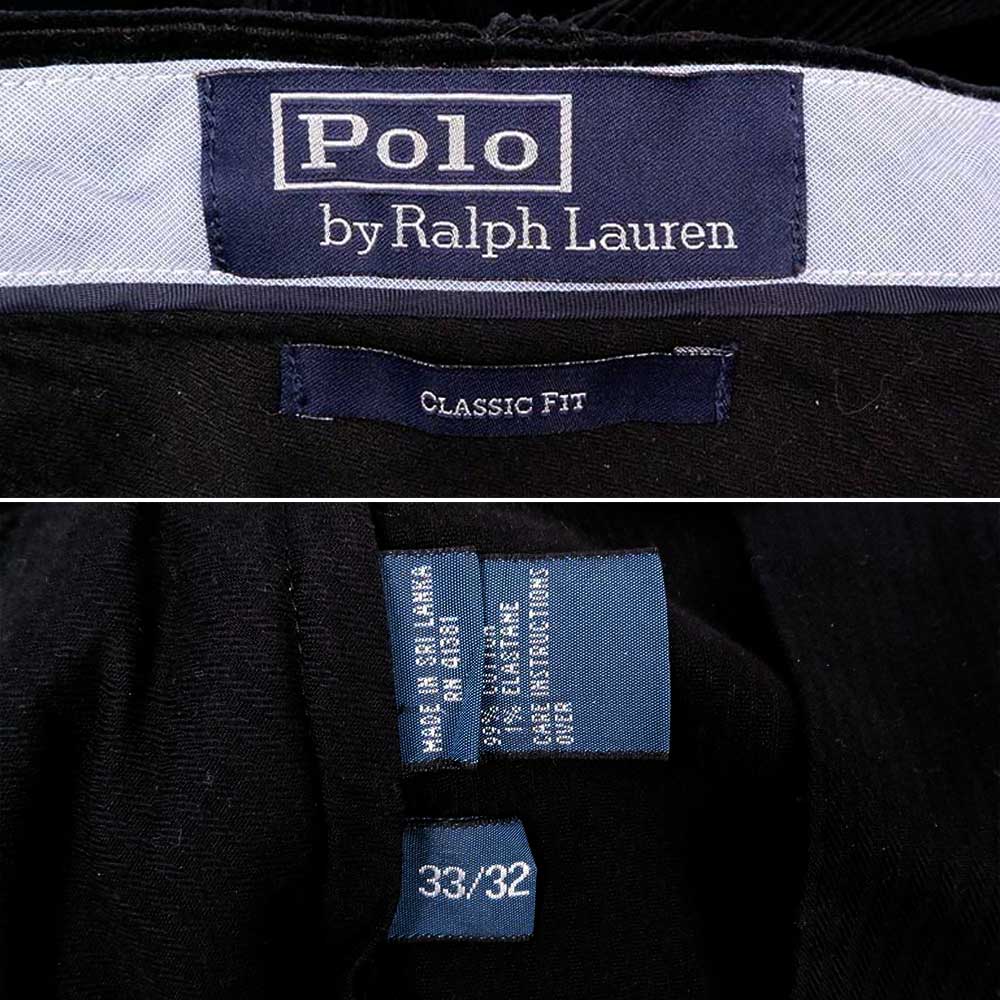 Polo
by Ralph Lauren
CLASSIC FIT
MADE IN SRI LANKA
RN 41381
99% COTTON
1% ELASTANE
CARE INSTRUCTIONS
OVER
33/32